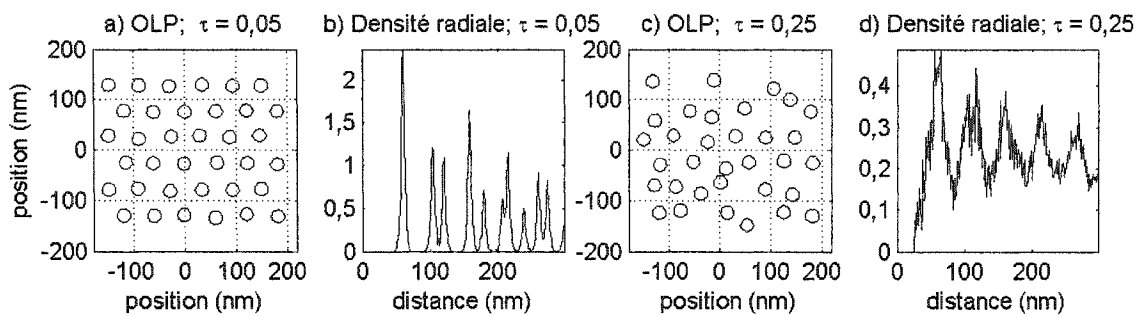 a) OLP; τ = 0,05
b) Densité radiale; τ = 0,05
c) OLP; τ = 0,25
d) Densité radiale; τ = 0,25
position (nm)
200
100
0
-100
-200
-100 0 100 200
position (nm)
2
1,5
1
0,5
0
0 100 200
distance (nm)
200
100
0
-100
-200
-100 0 100 200
position (nm)
0,4
0,3
0,2
0,1
0
0 100 200
distance (nm)